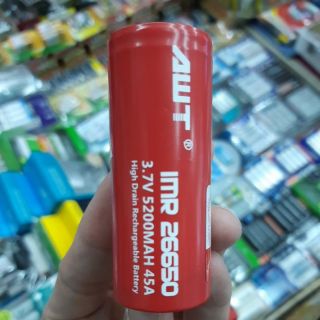 AWT®
IMR 26650
3.7V 5200MAH 45A
High Drain Rechargeable Battery